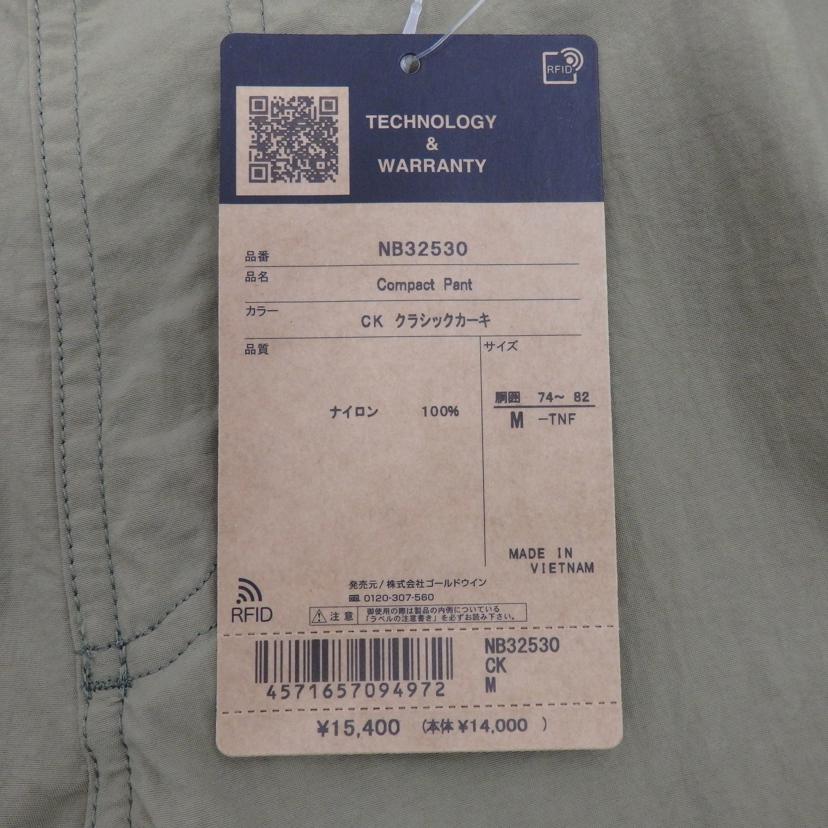 RFID
TECHNOLOGY
&
WARRANTY
品番 NB32530
品名 Compact Pant
カラー CK クラシックカーキ
品質
サイズ
ナイロン 100%
胴囲 74~ 82
M -TNF
MADE IN
VIETNAM
RFID
発売元/株式会社ゴールドウイン
0120-307-560
注意
御使用の際は製品の内側についている
「ラベルの注意書き」を必ずお読み下さい。
4571657094972
NB32530
CK
M
¥15,400 (本体¥14,000 )